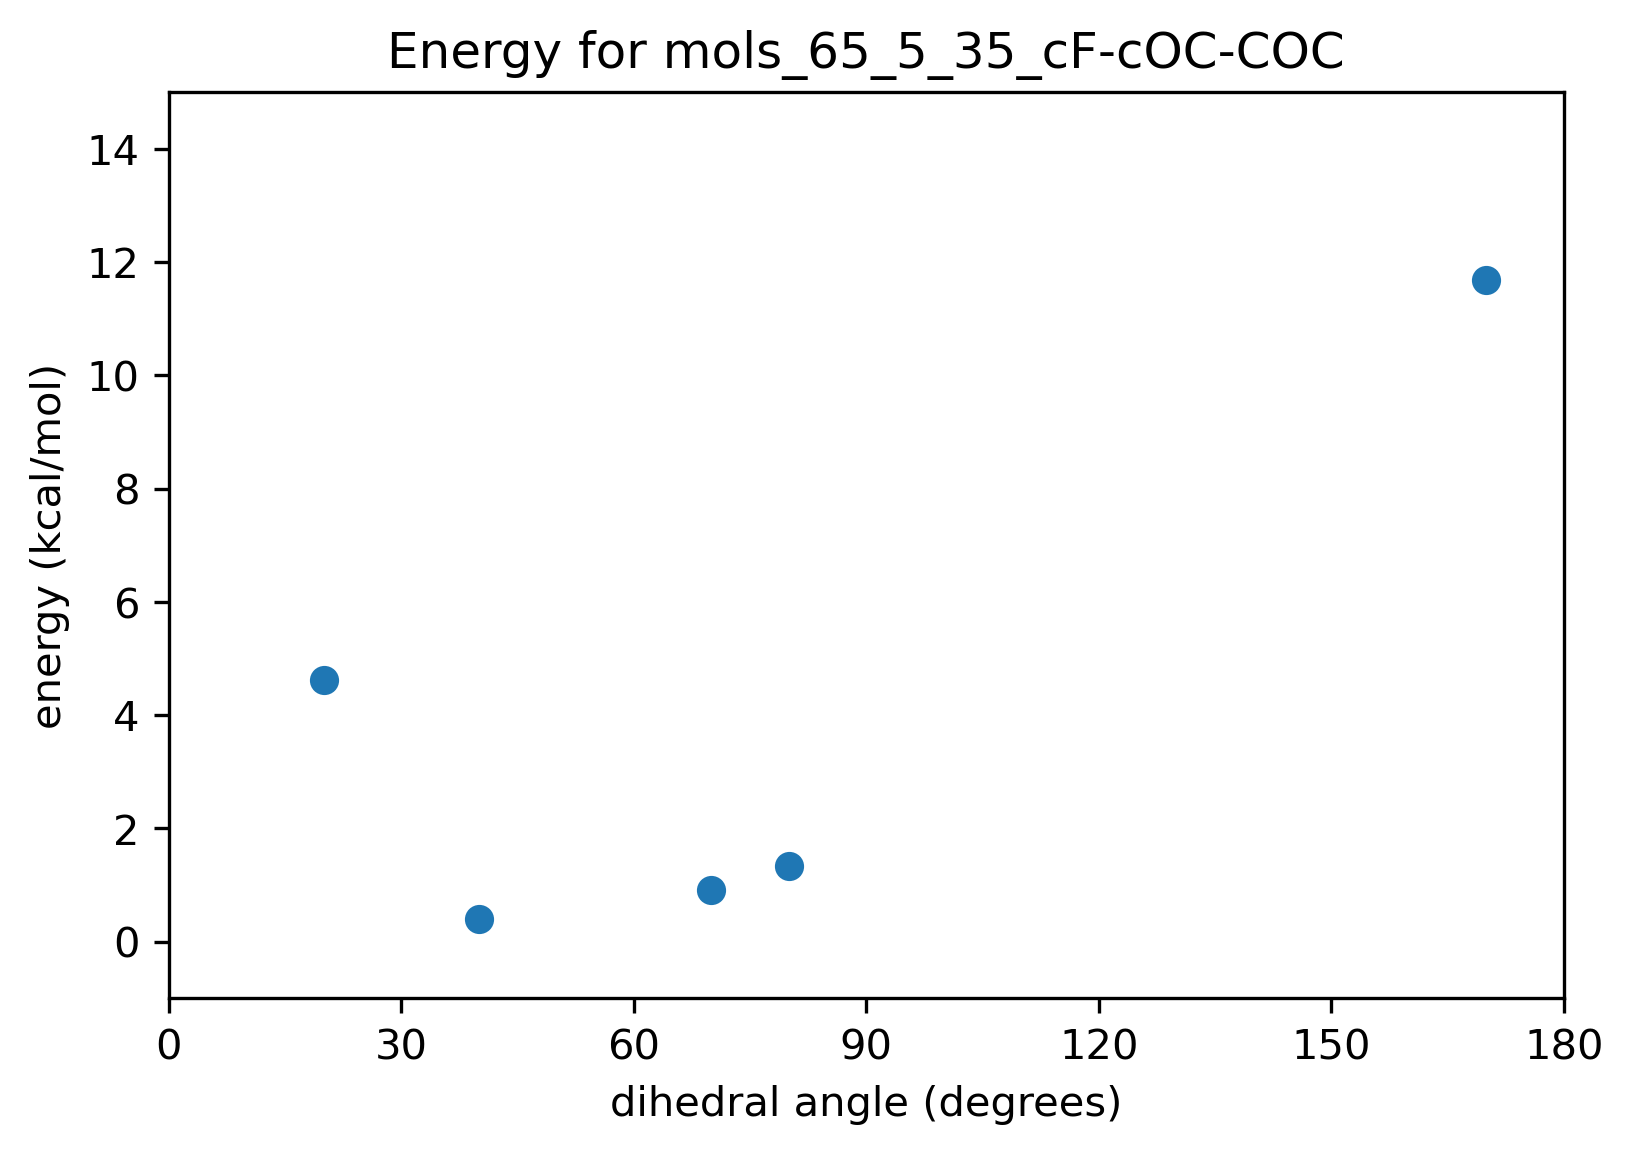 Energy for mols_65_5_35_cF-cOC-COC
14
12
10
8
6
4
2
0
energy (kcal/mol)
0 30 60 90 120 150 180
dihedral angle (degrees)